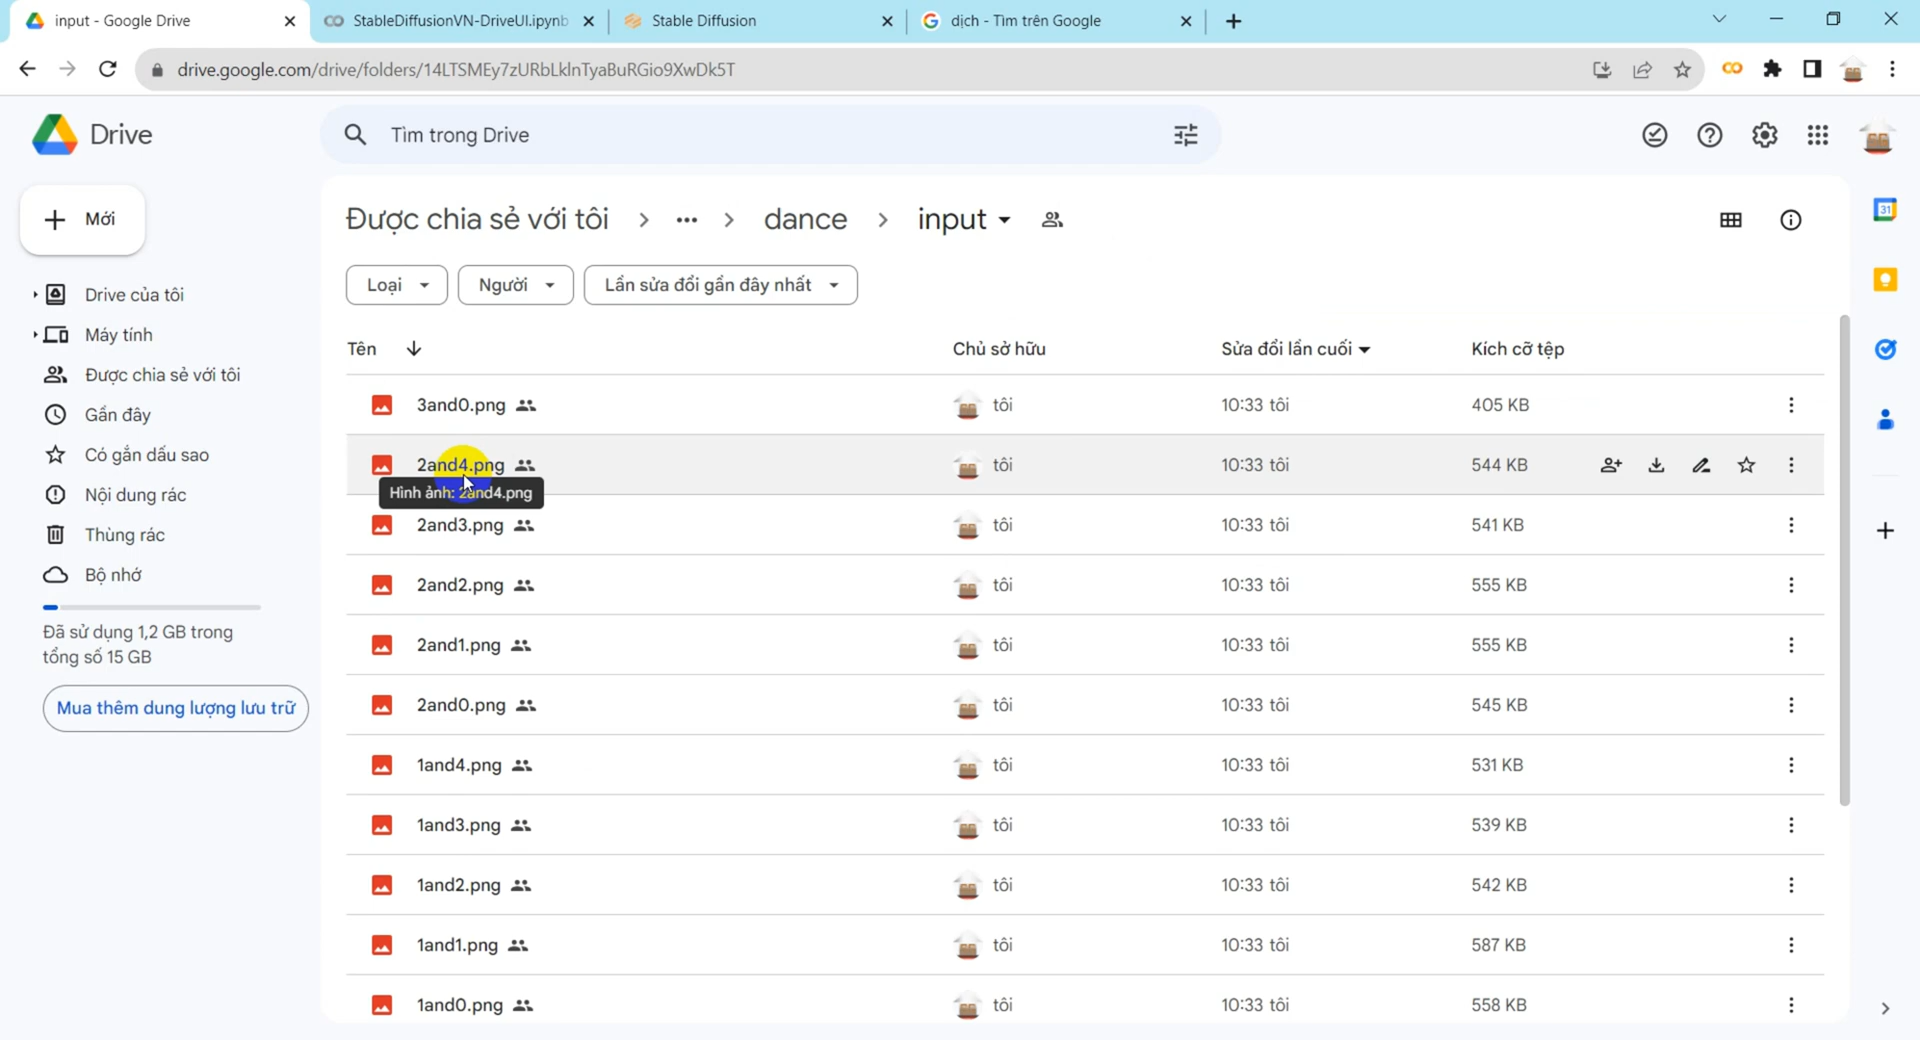 input - Google Drive
StableDiffusionVN-DriveUI.ipynb
Stable Diffusion
dịch - Tìm trên Google
drive.google.com/drive/folders/14LTSMEy7zURbLklnTyaBuRGio9XwDk5T
Drive
Tìm trong Drive
Mới
Được chia sẻ với tôi > ... > dance > input
Drive của tôi
Máy tính
Được chia sẻ với tôi
Gần đây
Có gắn dấu sao
Nội dung rác
Thùng rác
Bộ nhớ
Đã sử dụng 1,2 GB trong
tổng số 15 GB
Mua thêm dung lượng lưu trữ
Loại Người Lần sửa đổi gần đây nhất
Tên Chủ sở hữu Sửa đổi lần cuối Kích cỡ tệp
3and0.png tôi 10:33 tôi 405 KB
2and4.png tôi 10:33 tôi 544 KB
Hình ảnh: 2and4.png
2and3.png tôi 10:33 tôi 541 KB
2and2.png tôi 10:33 tôi 555 KB
2and1.png tôi 10:33 tôi 555 KB
2and0.png tôi 10:33 tôi 545 KB
1and4.png tôi 10:33 tôi 531 KB
1and3.png tôi 10:33 tôi 539 KB
1and2.png tôi 10:33 tôi 542 KB
1and1.png tôi 10:33 tôi 587 KB
1and0.png tôi 10:33 tôi 558 KB
31